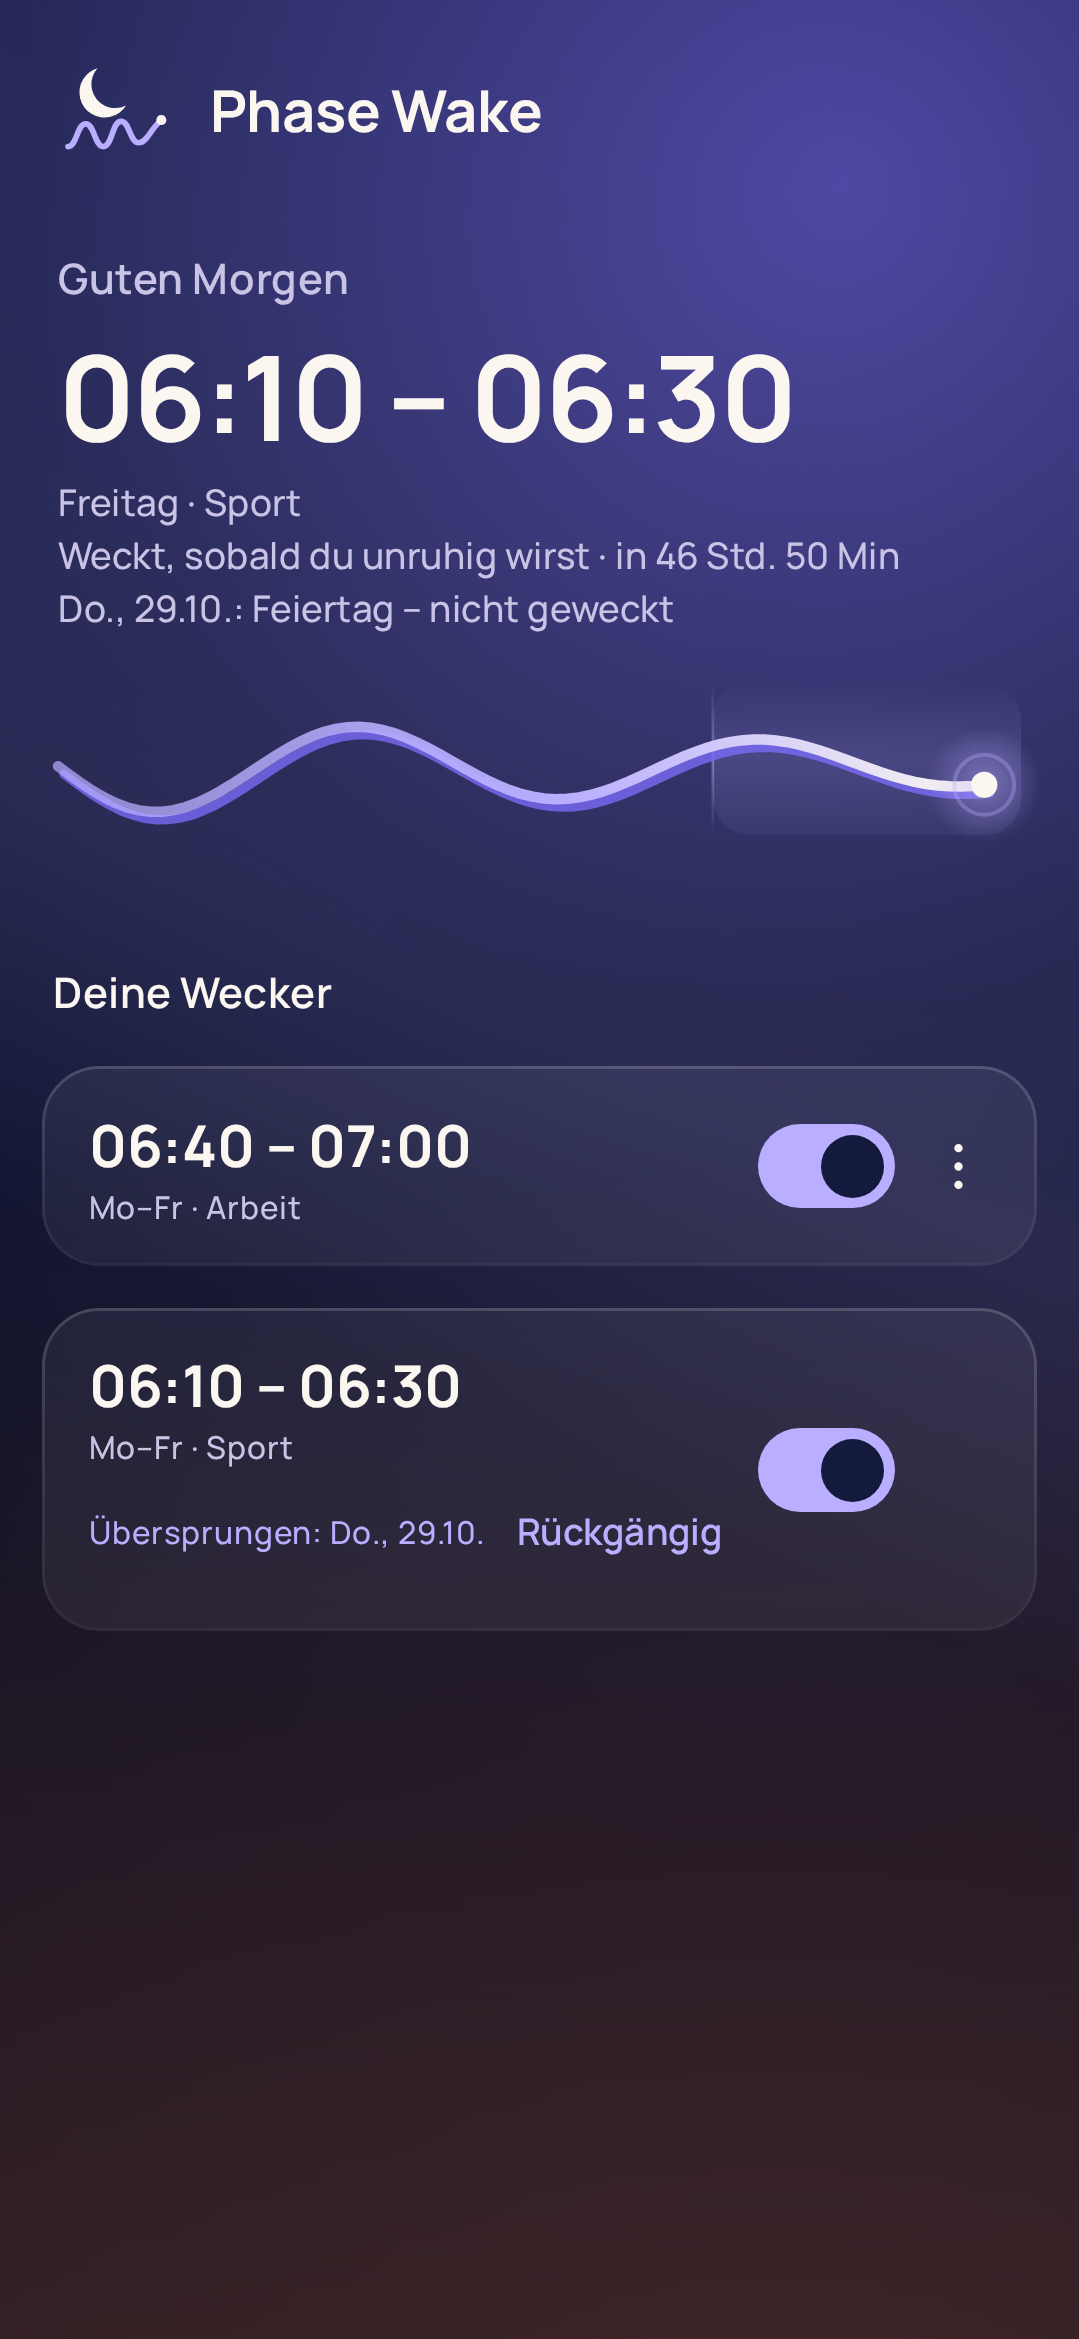 Phase Wake
Guten Morgen
06:10 – 06:30
Freitag · Sport
Weckt, sobald du unruhig wirst · in 46 Std. 50 Min
Do., 29.10.: Feiertag – nicht geweckt
Deine Wecker
06:40 – 07:00
Mo–Fr · Arbeit
06:10 – 06:30
Mo–Fr · Sport
Übersprungen: Do., 29.10. Rückgängig